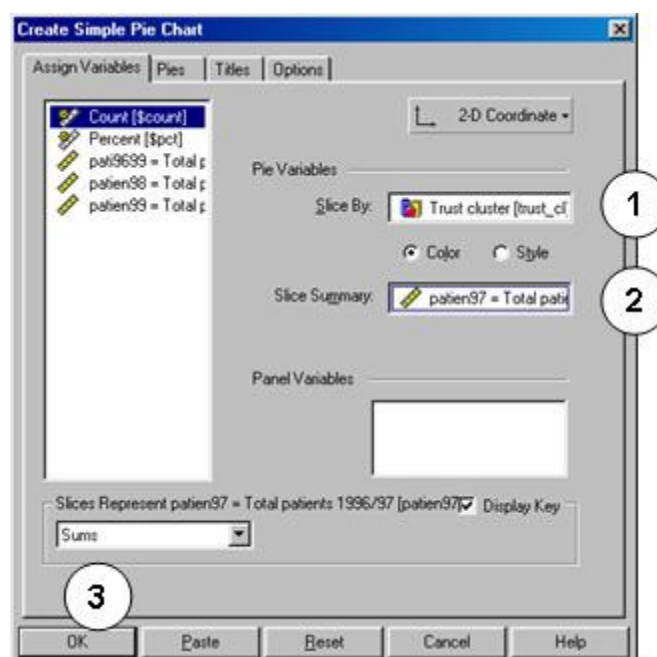 Create Simple Pie Chart
Assign Variables Pies Titles Options
Count [$count]
Percent [$pct]
pati9699 = Total p
patien98 = Total p
patien99 = Total p
2-D Coordinate
Pie Variables
Slice By: Trust cluster [trust_cl]
1
Color Style
Slice Summary: patien97 = Total patie
2
Panel Variables
Slices Represent patien97 = Total patients 1996/97 [patien97] Display Key
Sums
3
OK Paste Reset Cancel Help